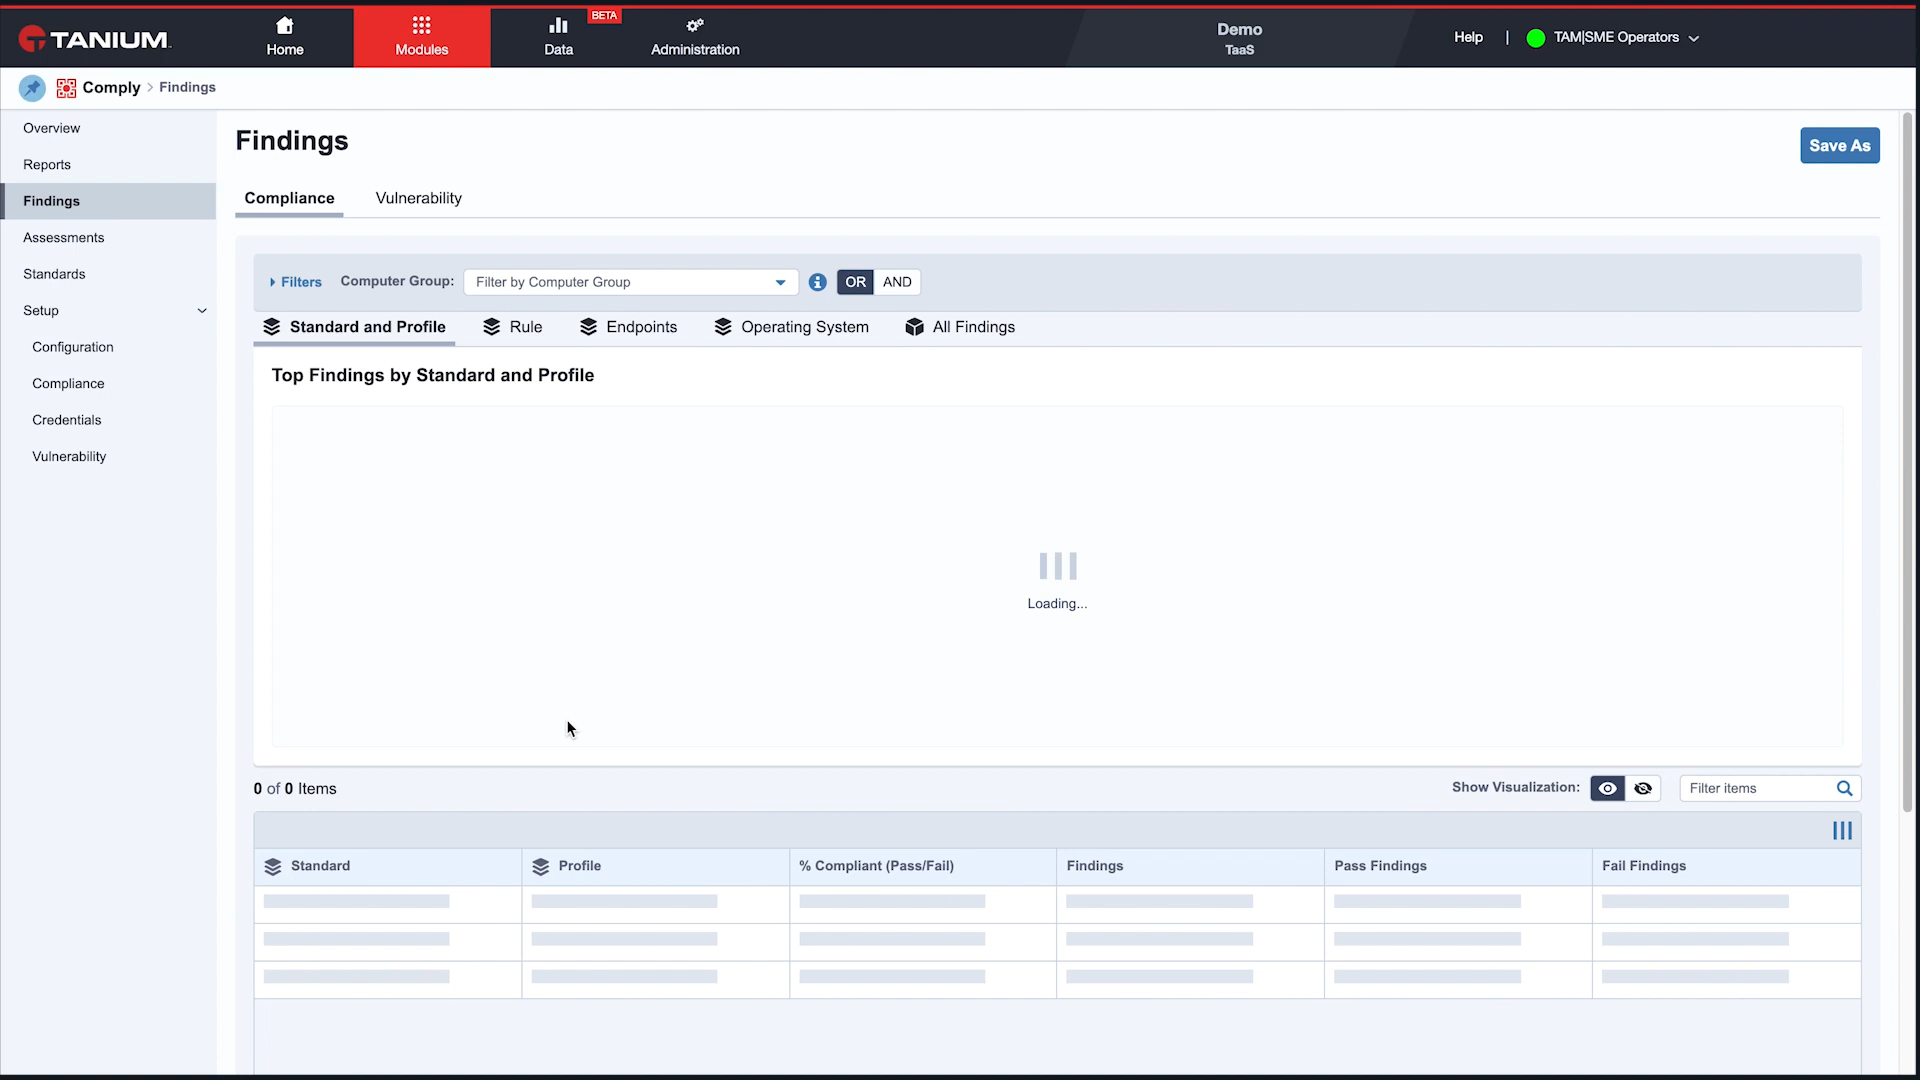 TANIUM
Home
Modules
Data
BETA
Administration
Demo
TaaS
Help | TAM|SME Operators
Comply > Findings
Overview
Reports
Findings
Assessments
Standards
Setup
Configuration
Compliance
Credentials
Vulnerability
Findings
Save As
Compliance
Vulnerability
Filters
Computer Group:
Filter by Computer Group
i
OR AND
Standard and Profile
Rule
Endpoints
Operating System
All Findings
Top Findings by Standard and Profile
Loading...
0 of 0 Items
Show Visualization:
Filter items
Standard
Profile
% Compliant (Pass/Fail)
Findings
Pass Findings
Fail Findings